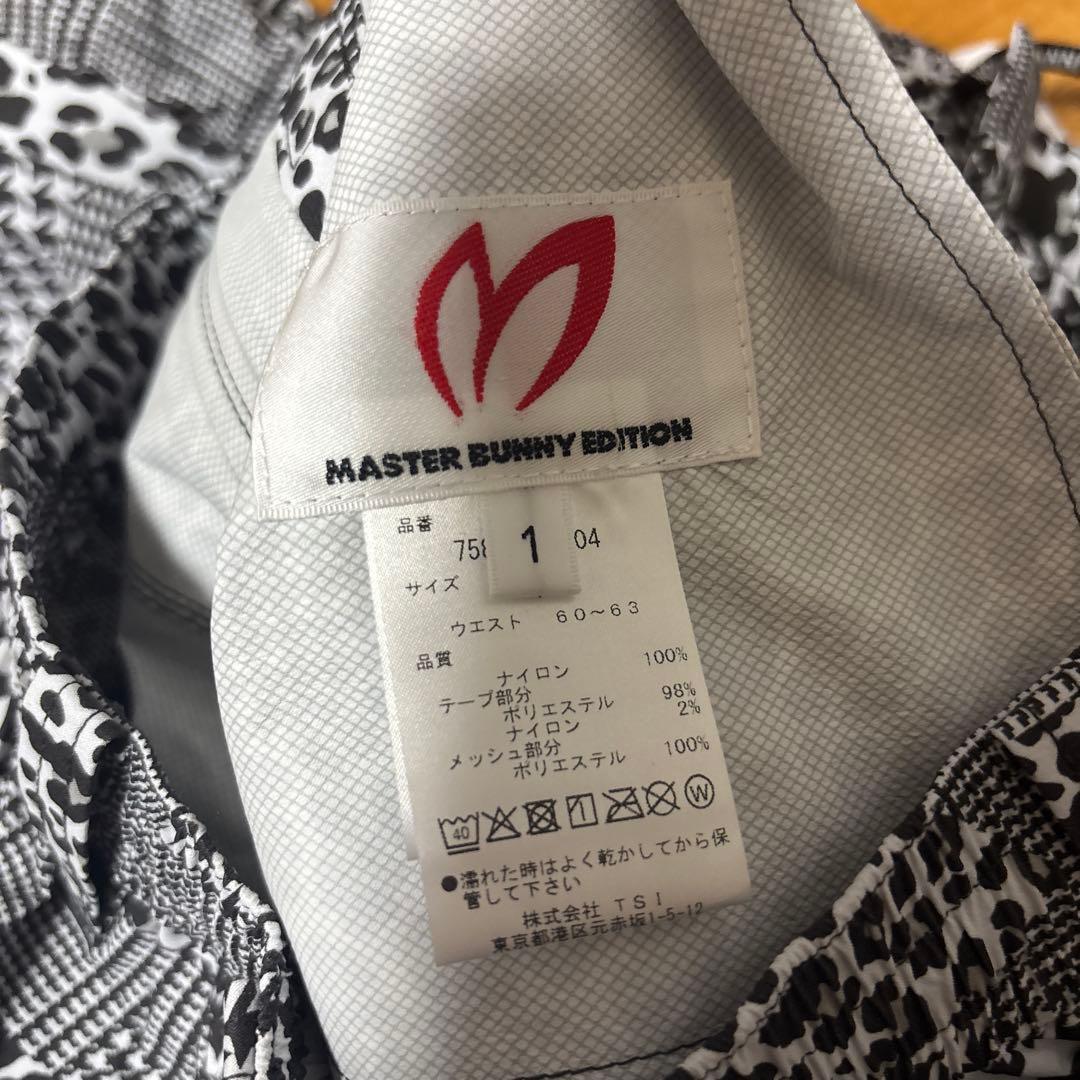 MASTER BUNNY EDITION
品番
758 1 04
サイズ
ウエスト 60~63
品質
ナイロン 100%
テープ部分
ポリエステル 98%
ナイロン 2%
メッシュ部分
ポリエステル 100%
40 W
●濡れた時はよく乾かしてから保
管して下さい
株式会社 TSI
東京都港区元赤坂1-5-12